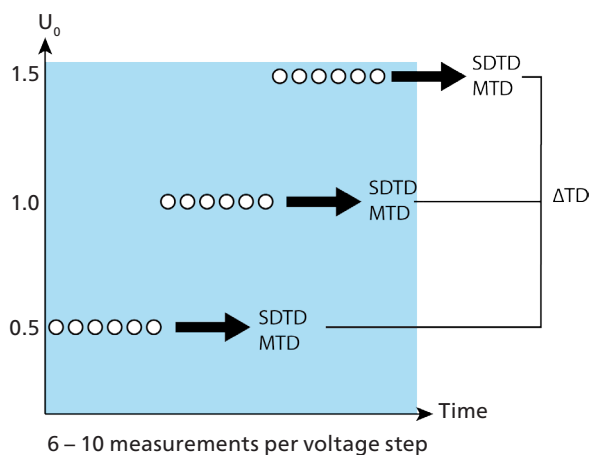 U0
1.5
SDTD
MTD
1.0
SDTD
MTD
ΔTD
0.5
SDTD
MTD
Time
6 – 10 measurements per voltage step